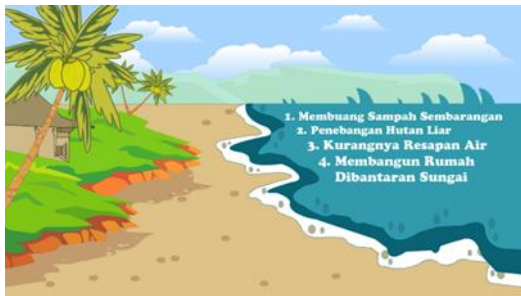 1. Membuang Sampah Sembarangan
2. Penebangan Hutan Liar
3. Kurangnya Resapan Air
4. Membangun Rumah
Dibantaran Sungai